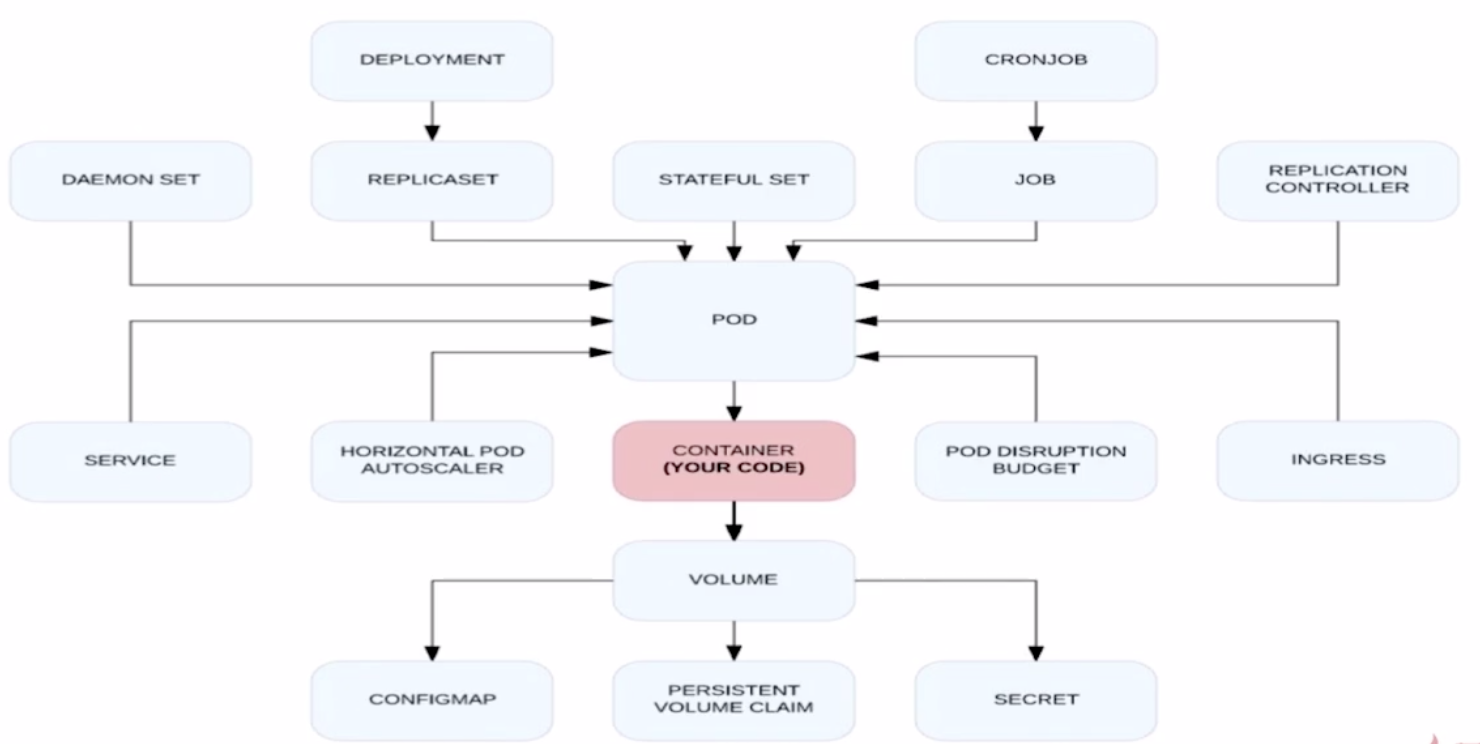 DEPLOYMENT
CRONJOB
DAEMON SET
REPLICASET
STATEFUL SET
JOB
REPLICATION
CONTROLLER
POD
SERVICE
HORIZONTAL POD
AUTOSCALER
CONTAINER
(YOUR CODE)
POD DISRUPTION
BUDGET
INGRESS
VOLUME
CONFIGMAP
PERSISTENT
VOLUME CLAIM
SECRET